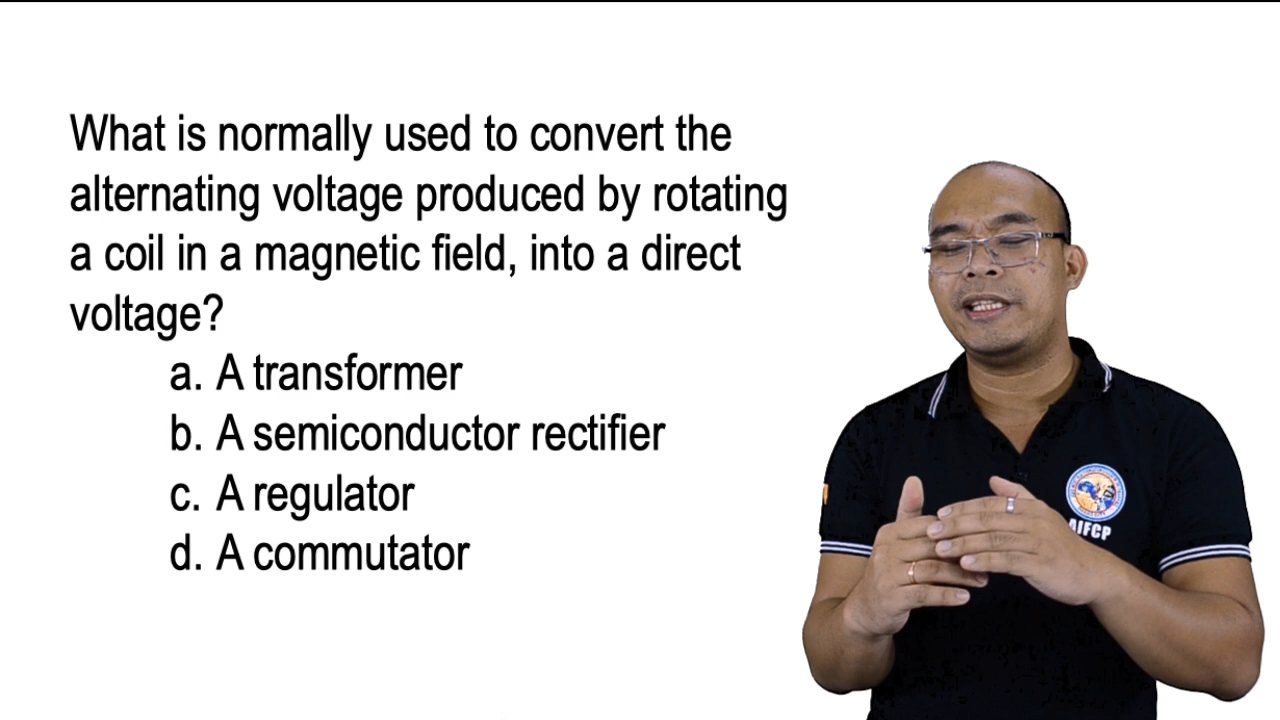 What is normally used to convert the
alternating voltage produced by rotating
a coil in a magnetic field, into a direct
voltage?
a. A transformer
b. A semiconductor rectifier
c. A regulator
d. A commutator
AIFCP